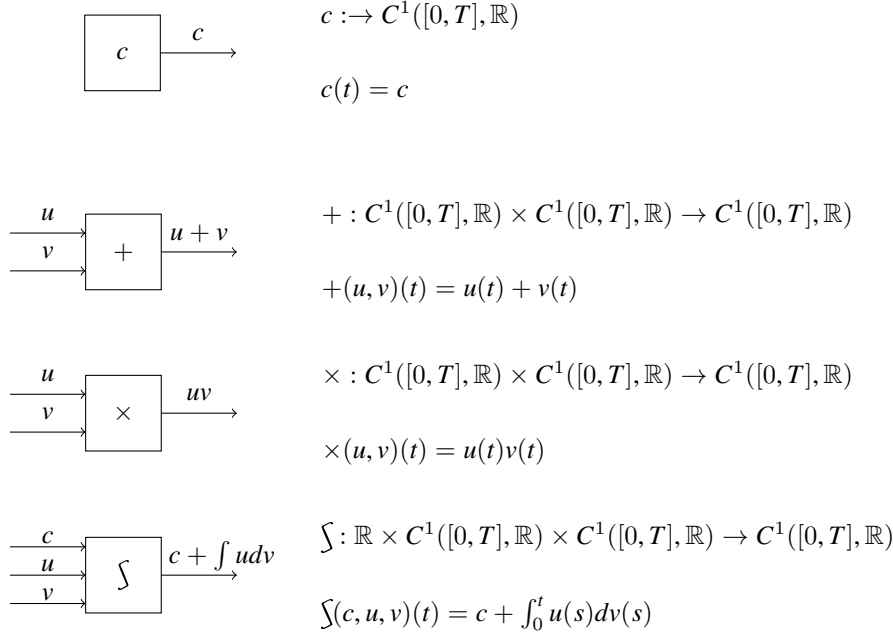 c
c
c :→ C¹([0, T], ℝ)
c(t) = c
u
v
+
u + v
+ : C¹([0, T], ℝ) × C¹([0, T], ℝ) → C¹([0, T], ℝ)
+(u, v)(t) = u(t) + v(t)
u
v
×
uv
× : C¹([0, T], ℝ) × C¹([0, T], ℝ) → C¹([0, T], ℝ)
×(u, v)(t) = u(t)v(t)
c
u
v
∫
c + ∫ udv
∫ : ℝ × C¹([0, T], ℝ) × C¹([0, T], ℝ) → C¹([0, T], ℝ)
∫(c, u, v)(t) = c + ∫₀ᵗ u(s)dv(s)